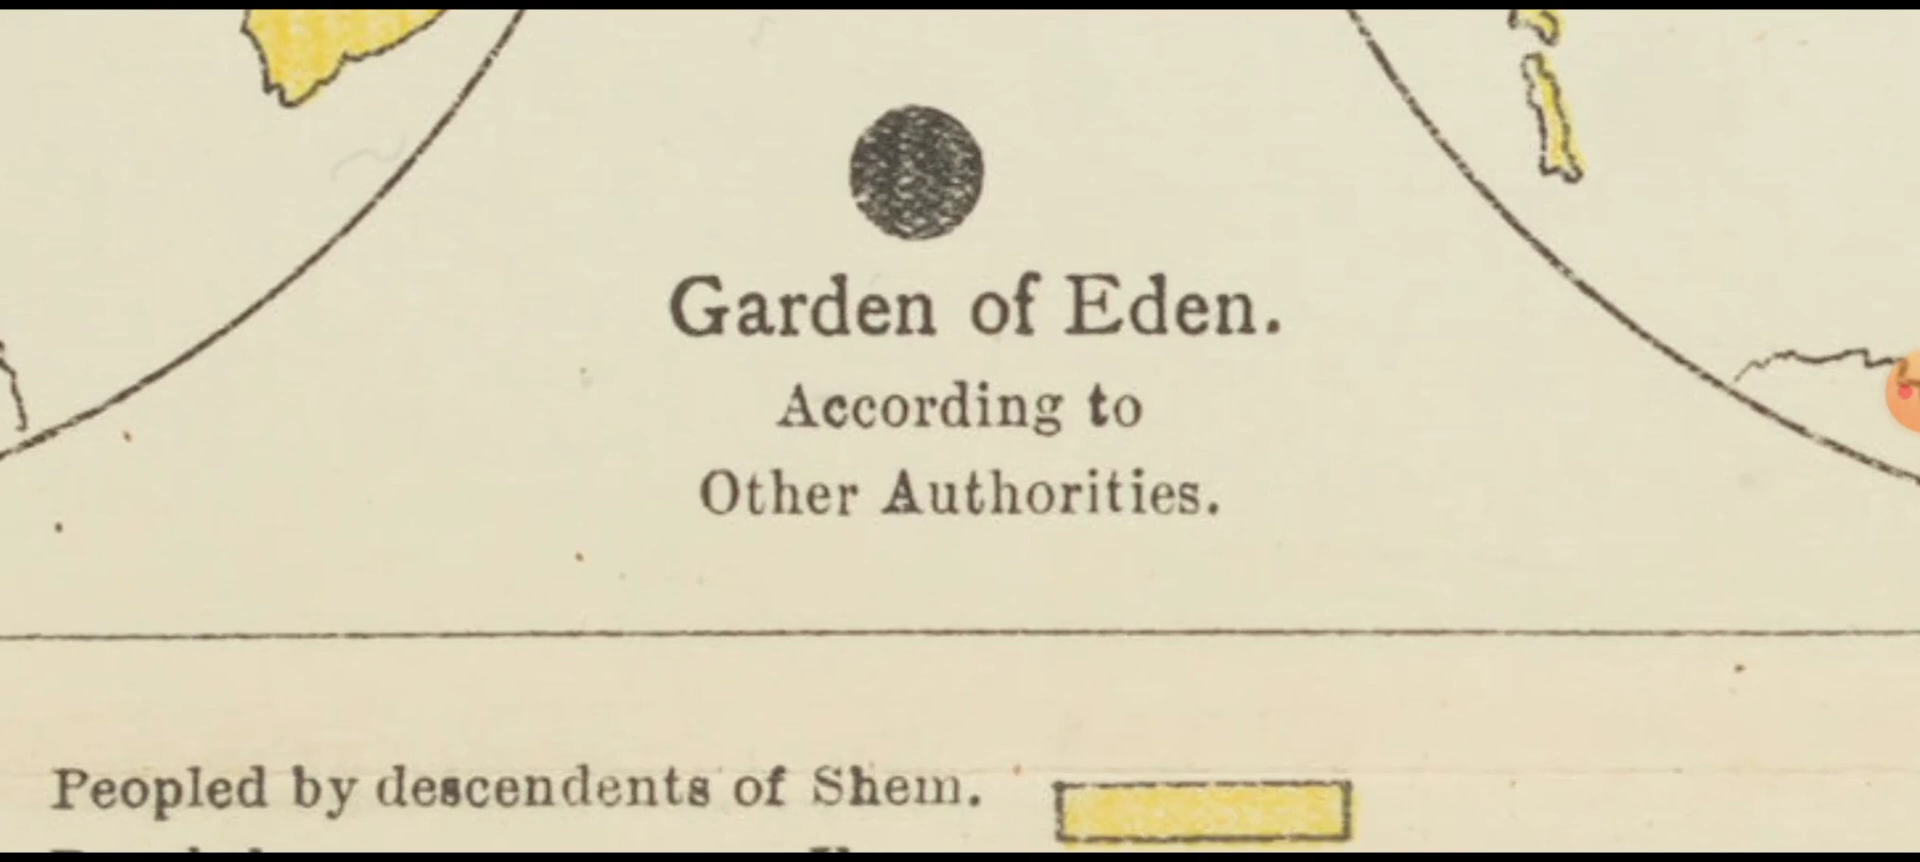 Garden of Eden.
According to
Other Authorities.
Peopled by descendents of Shem.